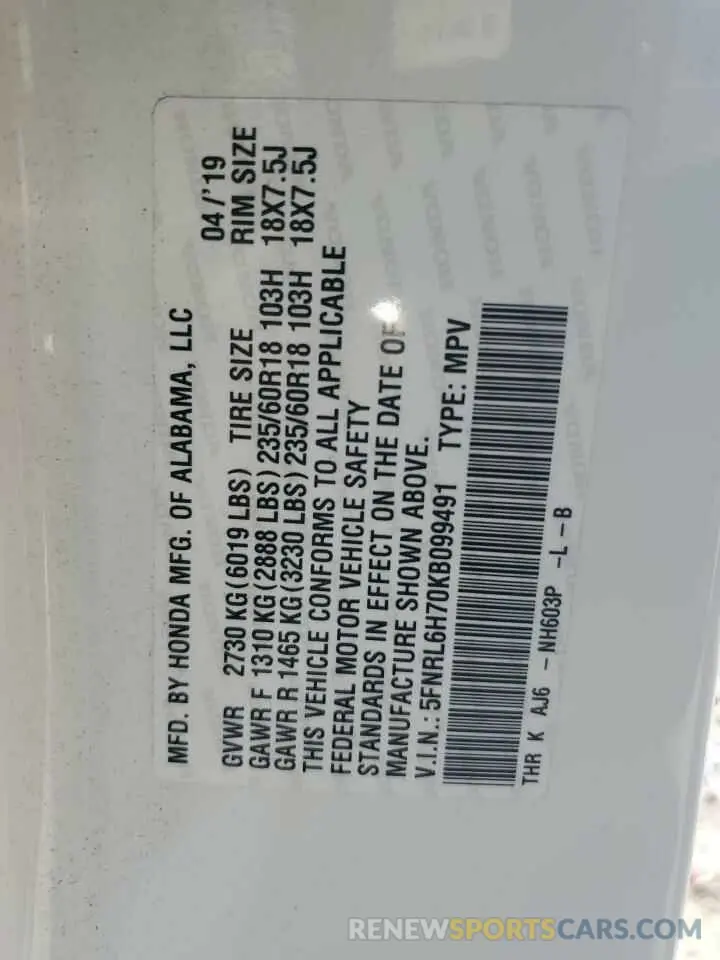 MFD. BY HONDA MFG. OF ALABAMA, LLC 04/'19
GVWR 2730 KG(6019 LBS) TIRE SIZE RIM SIZE
GAWR F 1310 KG(2888 LBS) 235/60R18 103H 18X7.5J
GAWR R 1465 KG(3230 LBS) 235/60R18 103H 18X7.5J
THIS VEHICLE CONFORMS TO ALL APPLICABLE
FEDERAL MOTOR VEHICLE SAFETY
STANDARDS IN EFFECT ON THE DATE OF
MANUFACTURE SHOWN ABOVE.
V.I.N.:5FNRL6H70KB099491 TYPE: MPV
THR K AJ6 -NH603P -L-B
RENEWSPORTSCARS.COM